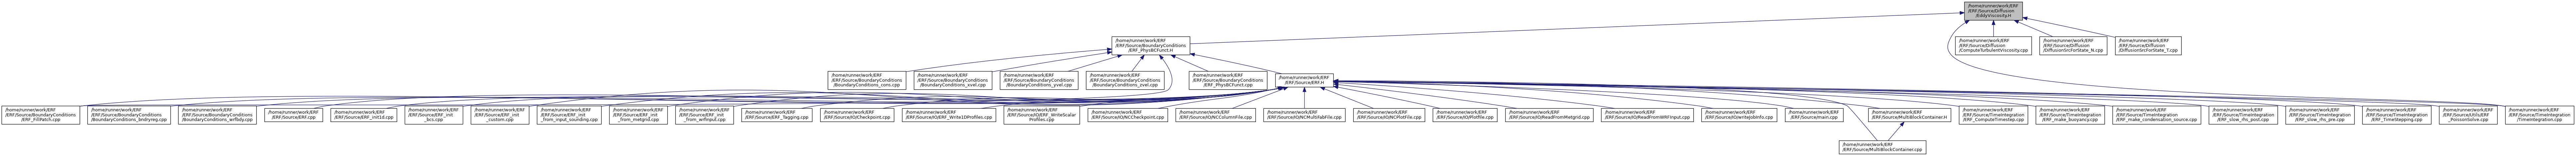 /home/runner/work/ERF
/ERF/Source/Diffusion
/EddyViscosity.H
/home/runner/work/ERF
/ERF/Source/BoundaryConditions
/ERF_PhysBCFunct.H
/home/runner/work/ERF
/ERF/Source/Diffusion
/ComputeTurbulentViscosity.cpp
/home/runner/work/ERF
/ERF/Source/Diffusion
/DiffusionSrcForState_N.cpp
/home/runner/work/ERF
/ERF/Source/Diffusion
/DiffusionSrcForState_T.cpp
/home/runner/work/ERF
/ERF/Source/BoundaryConditions
/BoundaryConditions_cons.cpp
/home/runner/work/ERF
/ERF/Source/BoundaryConditions
/BoundaryConditions_xvel.cpp
/home/runner/work/ERF
/ERF/Source/BoundaryConditions
/BoundaryConditions_yvel.cpp
/home/runner/work/ERF
/ERF/Source/BoundaryConditions
/BoundaryConditions_zvel.cpp
/home/runner/work/ERF
/ERF/Source/BoundaryConditions
/ERF_PhysBCFunct.cpp
/home/runner/work/ERF
/ERF/Source/ERF.H
/home/runner/work/ERF
/ERF/Source/BoundaryConditions
/ERF_FillPatch.cpp
/home/runner/work/ERF
/ERF/Source/BoundaryConditions
/BoundaryConditions_bndryreg.cpp
/home/runner/work/ERF
/ERF/Source/BoundaryConditions
/BoundaryConditions_wrfbdy.cpp
/home/runner/work/ERF
/ERF/Source/ERF.cpp
/home/runner/work/ERF
/ERF/Source/ERF_init1d.cpp
/home/runner/work/ERF
/ERF/Source/ERF_init
_bcs.cpp
/home/runner/work/ERF
/ERF/Source/ERF_init
_custom.cpp
/home/runner/work/ERF
/ERF/Source/ERF_init
_from_input_sounding.cpp
/home/runner/work/ERF
/ERF/Source/ERF_init
_from_metgrid.cpp
/home/runner/work/ERF
/ERF/Source/ERF_init
_from_wrfinput.cpp
/home/runner/work/ERF
/ERF/Source/ERF_Tagging.cpp
/home/runner/work/ERF
/ERF/Source/IO/Checkpoint.cpp
/home/runner/work/ERF
/ERF/Source/IO/ERF_Write1DProfiles.cpp
/home/runner/work/ERF
/ERF/Source/IO/ERF_WriteScalar
Profiles.cpp
/home/runner/work/ERF
/ERF/Source/IO/NCCheckpoint.cpp
/home/runner/work/ERF
/ERF/Source/IO/NCColumnFile.cpp
/home/runner/work/ERF
/ERF/Source/IO/NCMultiFabFile.cpp
/home/runner/work/ERF
/ERF/Source/IO/NCPlotFile.cpp
/home/runner/work/ERF
/ERF/Source/IO/Plotfile.cpp
/home/runner/work/ERF
/ERF/Source/IO/ReadFromMetgrid.cpp
/home/runner/work/ERF
/ERF/Source/IO/ReadFromWRFInput.cpp
/home/runner/work/ERF
/ERF/Source/IO/writeJobInfo.cpp
/home/runner/work/ERF
/ERF/Source/main.cpp
/home/runner/work/ERF
/ERF/Source/MultiBlockContainer.H
/home/runner/work/ERF
/ERF/Source/TimeIntegration
/ERF_ComputeTimestep.cpp
/home/runner/work/ERF
/ERF/Source/TimeIntegration
/ERF_make_buoyancy.cpp
/home/runner/work/ERF
/ERF/Source/TimeIntegration
/ERF_make_condensation_source.cpp
/home/runner/work/ERF
/ERF/Source/TimeIntegration
/ERF_slow_rhs_post.cpp
/home/runner/work/ERF
/ERF/Source/TimeIntegration
/ERF_slow_rhs_pre.cpp
/home/runner/work/ERF
/ERF/Source/TimeIntegration
/ERF_TimeStepping.cpp
/home/runner/work/ERF
/ERF/Source/Utils/ERF
_PoissonSolve.cpp
/home/runner/work/ERF
/ERF/Source/TimeIntegration
/TimeIntegration.cpp
/home/runner/work/ERF
/ERF/Source/MultiBlockContainer.cpp